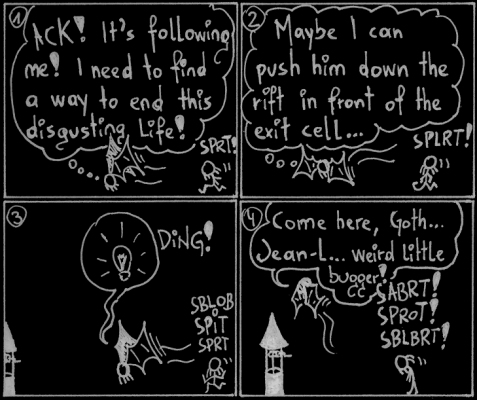 1
ACK! It's following
me! I need to find
a way to end this
disgusting Life!
SPRT!
2
Maybe I can
push him down the
rift in front of the
exit cell...
SPLRT!
3
DiNG!
SBLOB
SPiT
SPRT
4
Come here, Goth...
Jean-L... weird little
bugger!
CC
SABRT!
SPRoT!
SBLBRT!